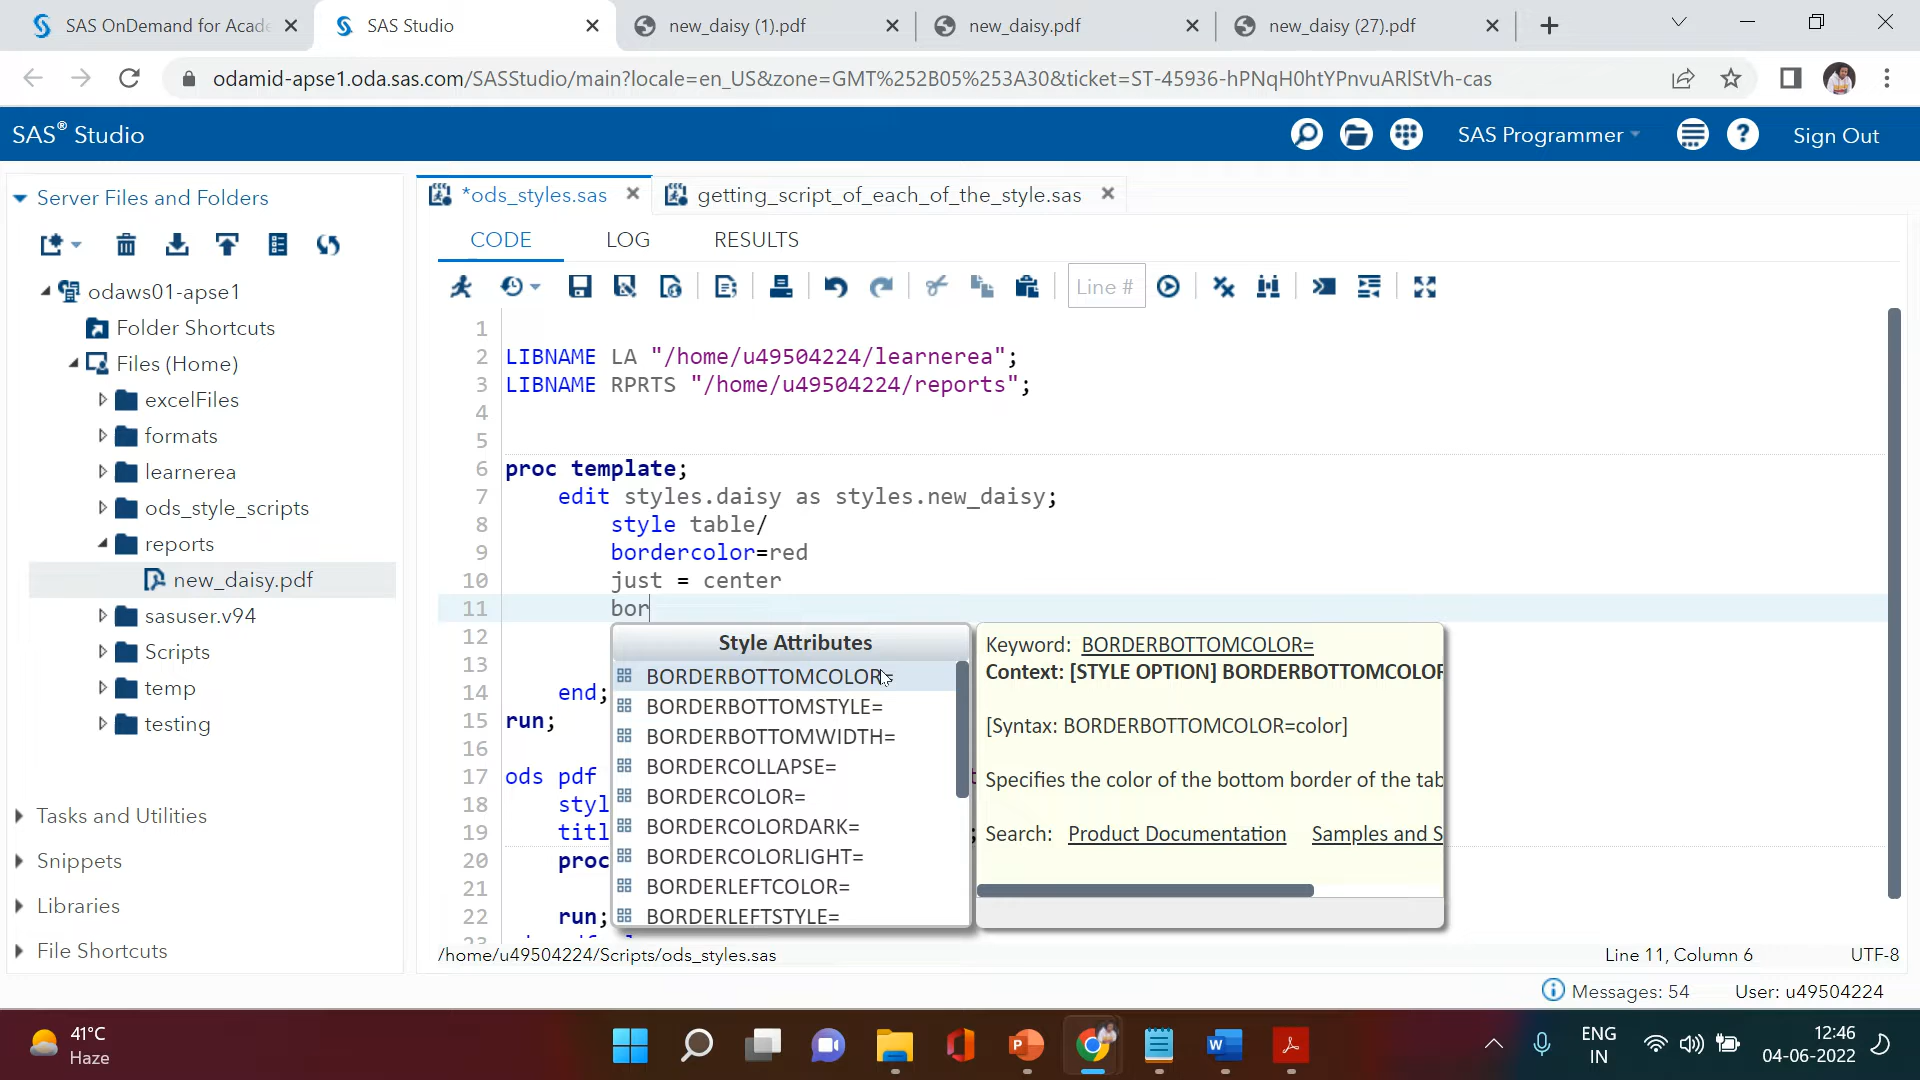 SAS OnDemand for Acade
SAS Studio
new_daisy (1).pdf
new_daisy.pdf
new_daisy (27).pdf
odamid-apse1.oda.sas.com/SASStudio/main?locale=en_US&zone=GMT%252B05%253A30&ticket=ST-45936-hPNqH0htYPnvuARlStVh-cas
SAS® Studio
SAS Programmer
Sign Out
Server Files and Folders
odaws01-apse1
Folder Shortcuts
Files (Home)
excelFiles
formats
learnerea
ods_style_scripts
reports
new_daisy.pdf
sasuser.v94
Scripts
temp
testing
Tasks and Utilities
Snippets
Libraries
File Shortcuts
*ods_styles.sas
getting_script_of_each_of_the_style.sas
CODE LOG RESULTS
Line #
1
2 LIBNAME LA "/home/u49504224/learnerea";
3 LIBNAME RPRTS "/home/u49504224/reports";
4
5
6 proc template;
7 edit styles.daisy as styles.new_daisy;
8 style table/
9 bordercolor=red
10 just = center
11 bor
12
13
14 end;
15 run;
16
17 ods pdf
18 styl
19 titl ;
20 proc
21
22 run;
23
Style Attributes
BORDERBOTTOMCOLOR=
BORDERBOTTOMSTYLE=
BORDERBOTTOMWIDTH=
BORDERCOLLAPSE=
BORDERCOLOR=
BORDERCOLORDARK=
BORDERCOLORLIGHT=
BORDERLEFTCOLOR=
BORDERLEFTSTYLE=
Keyword: BORDERBOTTOMCOLOR=
Context: [STYLE OPTION] BORDERBOTTOMCOLOR
[Syntax: BORDERBOTTOMCOLOR=color]
Specifies the color of the bottom border of the tab
Search: Product Documentation Samples and S
/home/u49504224/Scripts/ods_styles.sas
Line 11, Column 6
UTF-8
Messages: 54
User: u49504224
41°C
Haze
ENG
IN
12:46
04-06-2022